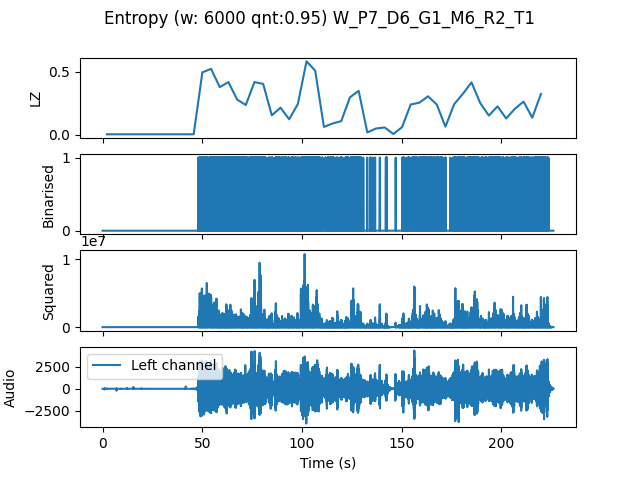 Entropy (w: 6000 qnt:0.95) W_P7_D6_G1_M6_R2_T1
LZ
0.5
0.0
Binarised
1
0
1e7
Squared
1
0
Audio
2500
0
−2500
Left channel
0
50
100
150
200
Time (s)